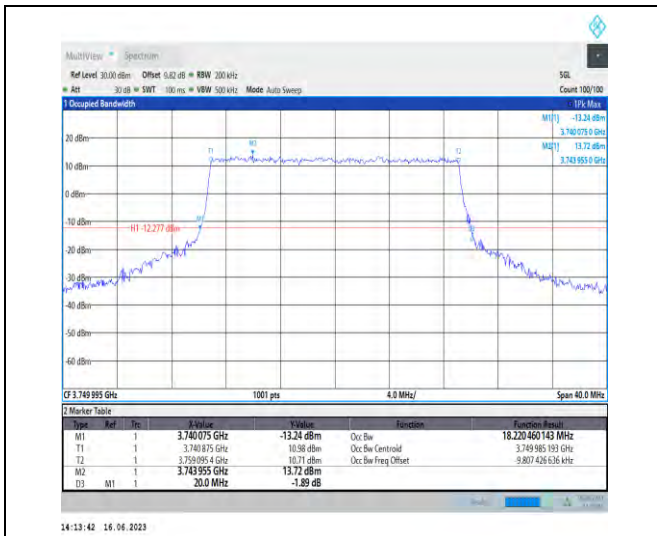 MultiView Spectrum
Ref Level 30.00 dBm Offset 9.82 dB RBW 200 kHz SGL
Att 30 dB SWT 100 ms VBW 500 kHz Mode Auto Sweep Count 100/100
1 Occupied Bandwidth 1Pk Max
M1[1] -13.24 dBm
3.740 075 0 GHz
M2[1] 13.72 dBm
3.743 955 0 GHz
20 dBm
T1 M2 T2
10 dBm
0 dBm
-10 dBm
M1
H1 -12.277 dBm
-20 dBm
-30 dBm
-40 dBm
-50 dBm
-60 dBm
CF 3.749 995 GHz 1001 pts 4.0 MHz/ Span 40.0 MHz
2 Marker Table
Type Ref Trc X-Value Y-Value Function Function Result
M1 1 3.740 075 GHz -13.24 dBm Occ Bw 18.220 460 143 MHz
T1 1 3.740 875 GHz 10.98 dBm Occ Bw Centroid 3.749 985 193 GHz
T2 1 3.759 095 4 GHz 10.71 dBm Occ Bw Freq Offset -9.807 426 636 kHz
M2 1 3.743 955 GHz 13.72 dBm
D3 M1 1 20.0 MHz -1.89 dB
14:13:42 16.06.2023